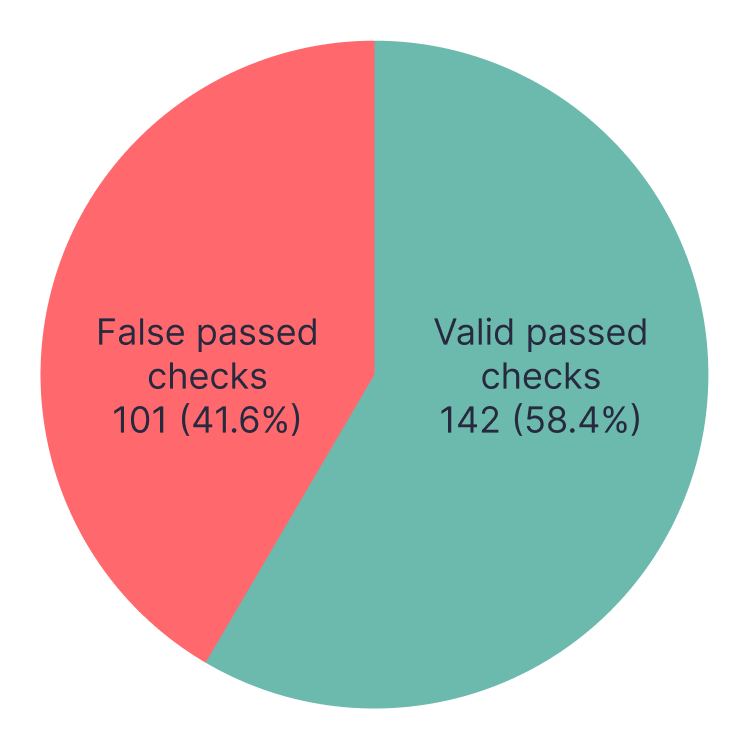 False passed
checks
101 (41.6%)
Valid passed
checks
142 (58.4%)